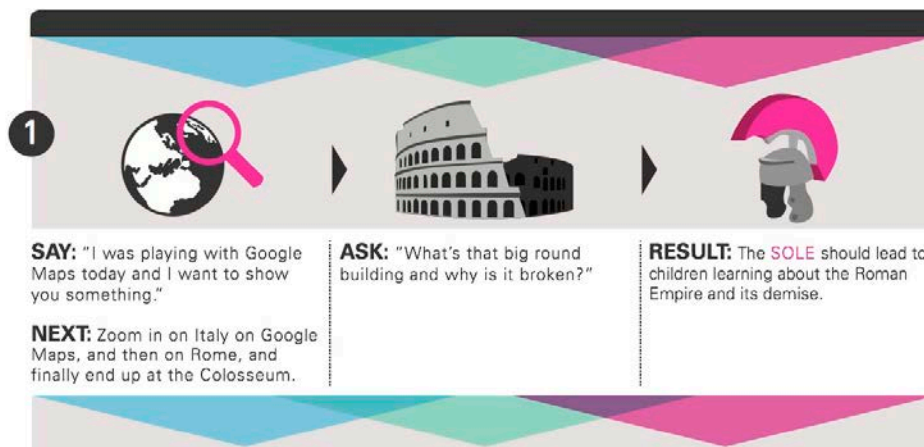 1
SAY: "I was playing with Google
Maps today and I want to show
you something."
NEXT: Zoom in on Italy on Google
Maps, and then on Rome, and
finally end up at the Colosseum.
ASK: "What's that big round
building and why is it broken?"
RESULT: The SOLE should lead to
children learning about the Roman
Empire and its demise.